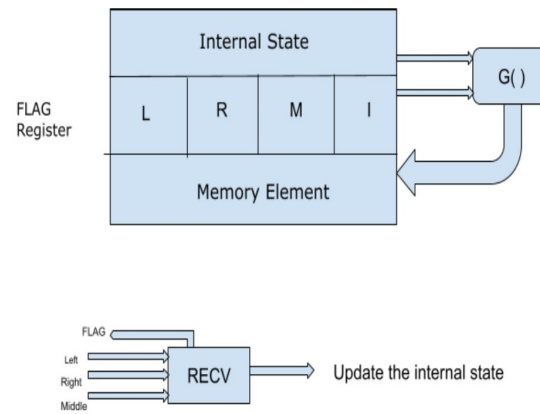 Internal State
G( )
FLAG
Register
L R M I
Memory Element
FLAG
Left
Right
Middle
RECV
Update the internal state